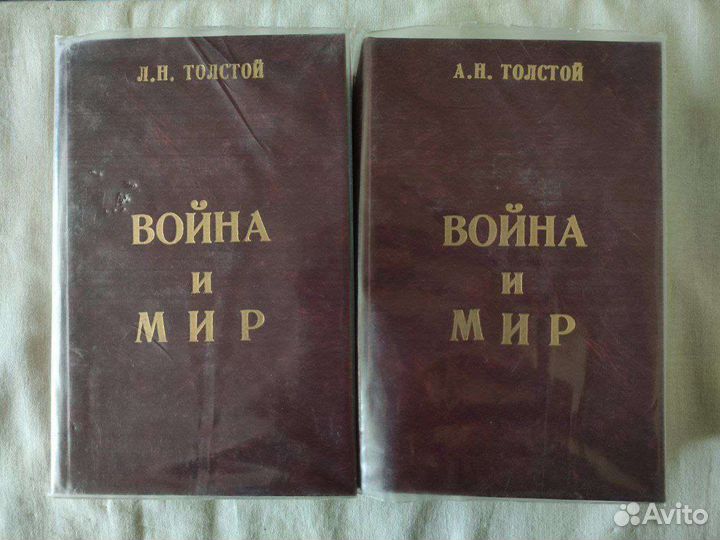 Л.Н. ТОЛСТОЙ
ВОЙНА
И
МИР
А.Н. ТОЛСТОЙ
ВОЙНА
И
МИР
Avito